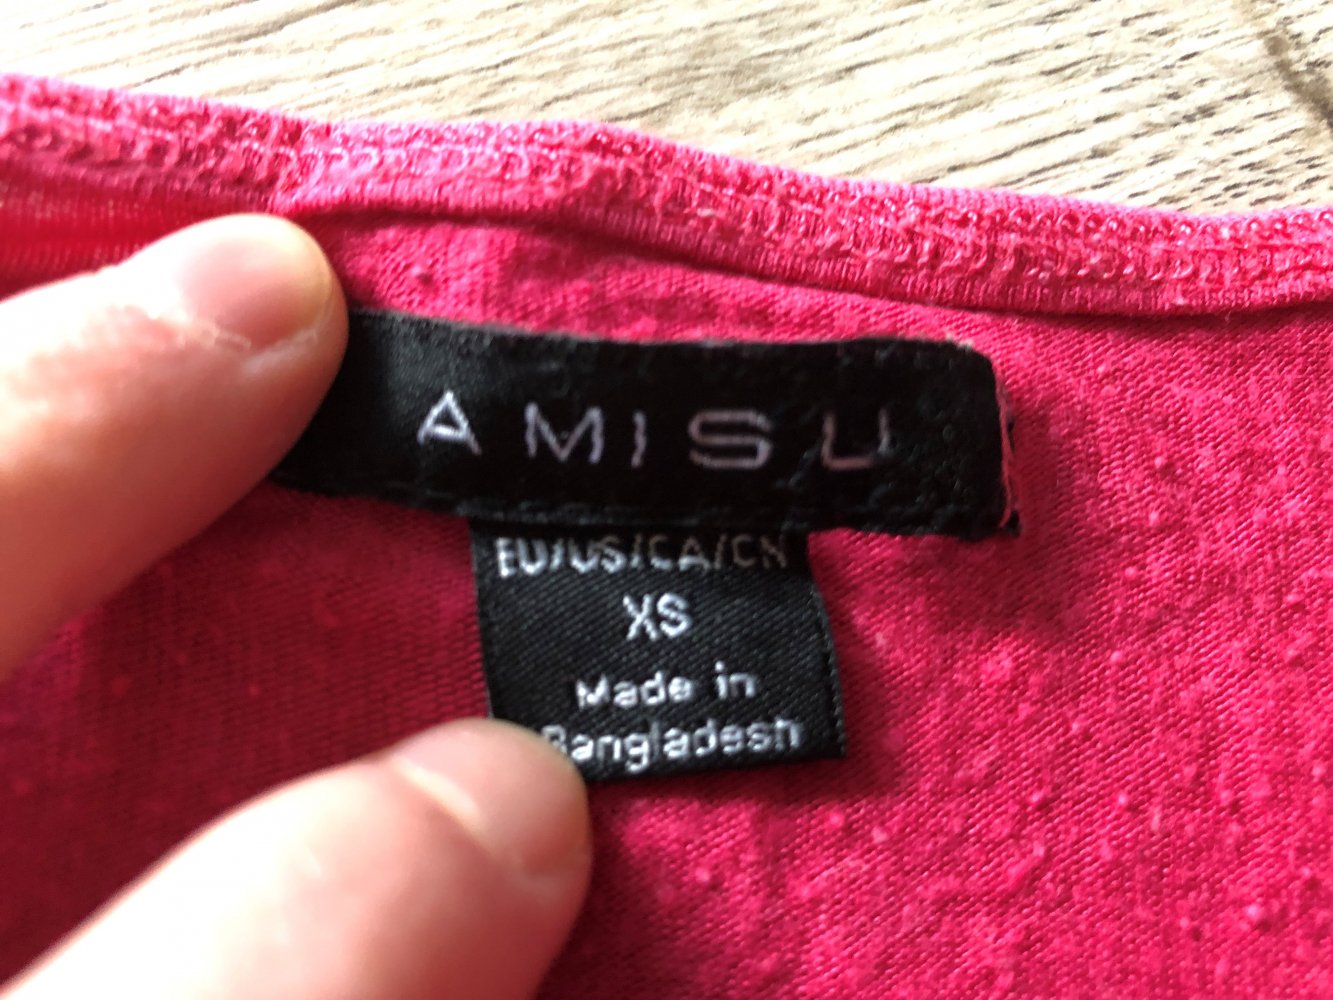 AMISU
EU/US/CA/CN
XS
Made in
Bangladesh